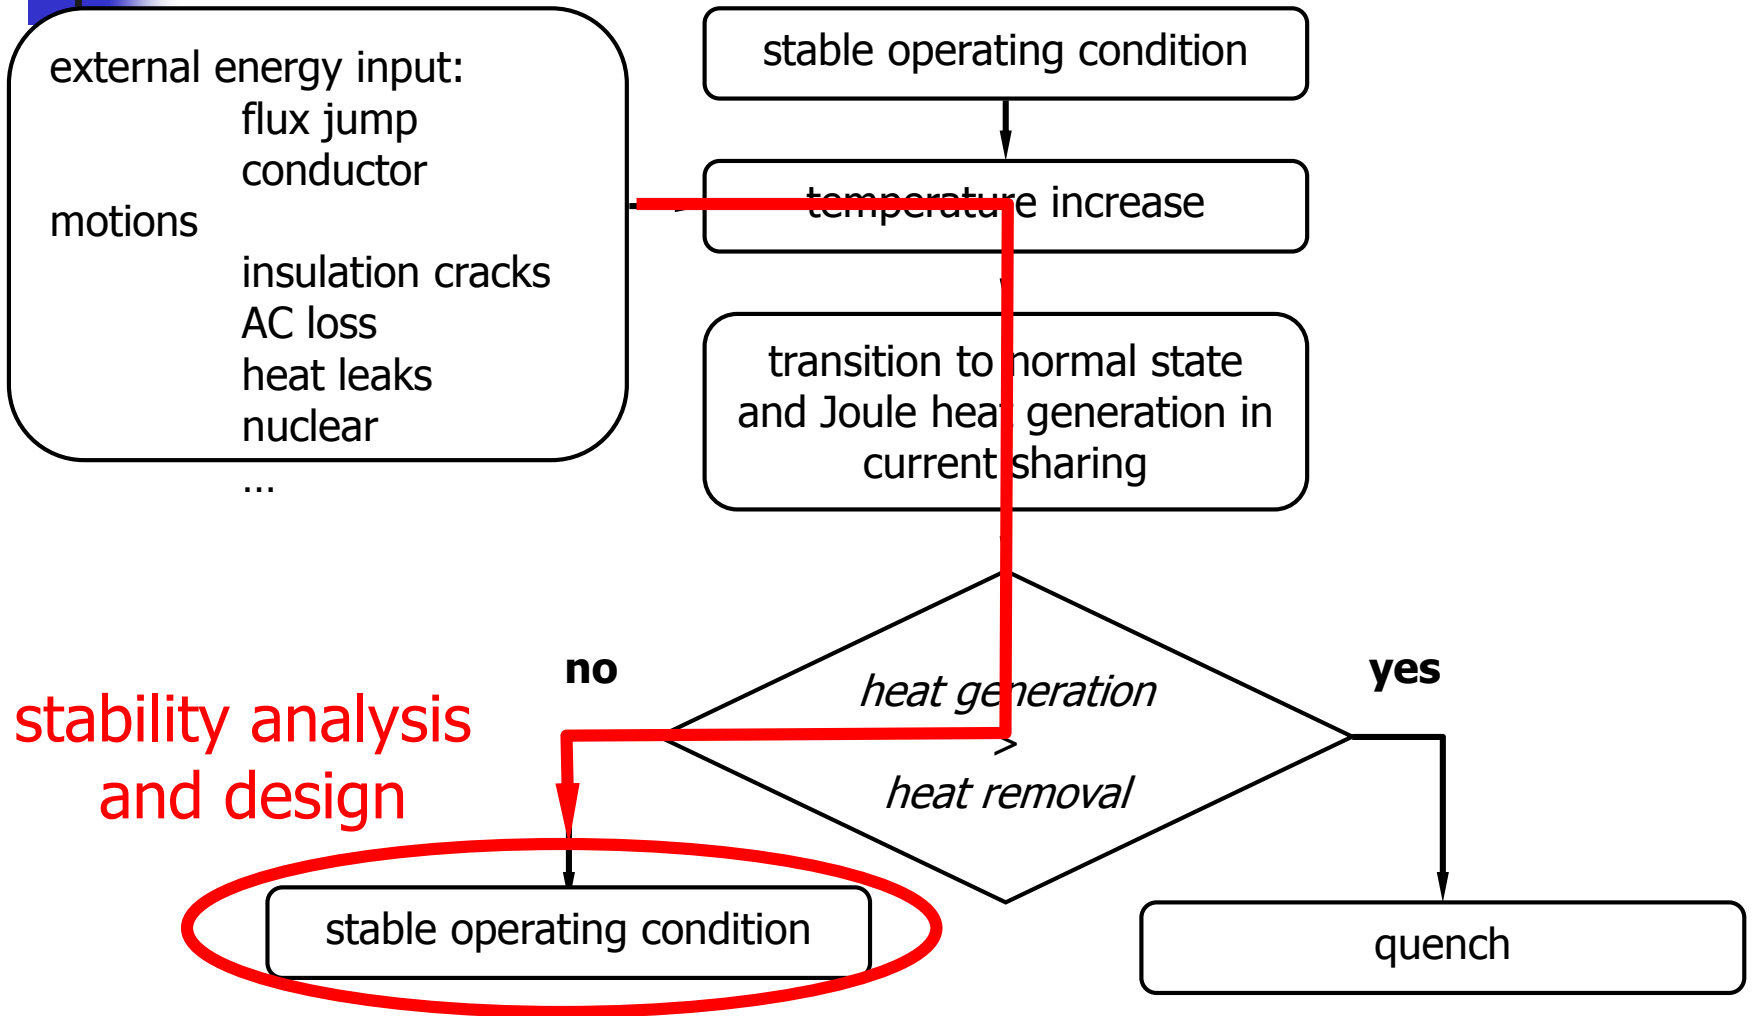 external energy input:
flux jump
conductor
motions
insulation cracks
AC loss
heat leaks
nuclear
...
stable operating condition
temperature increase
transition to normal state
and Joule heat generation in
current sharing
heat generation
>
heat removal
no
yes
stability analysis
and design
stable operating condition
quench